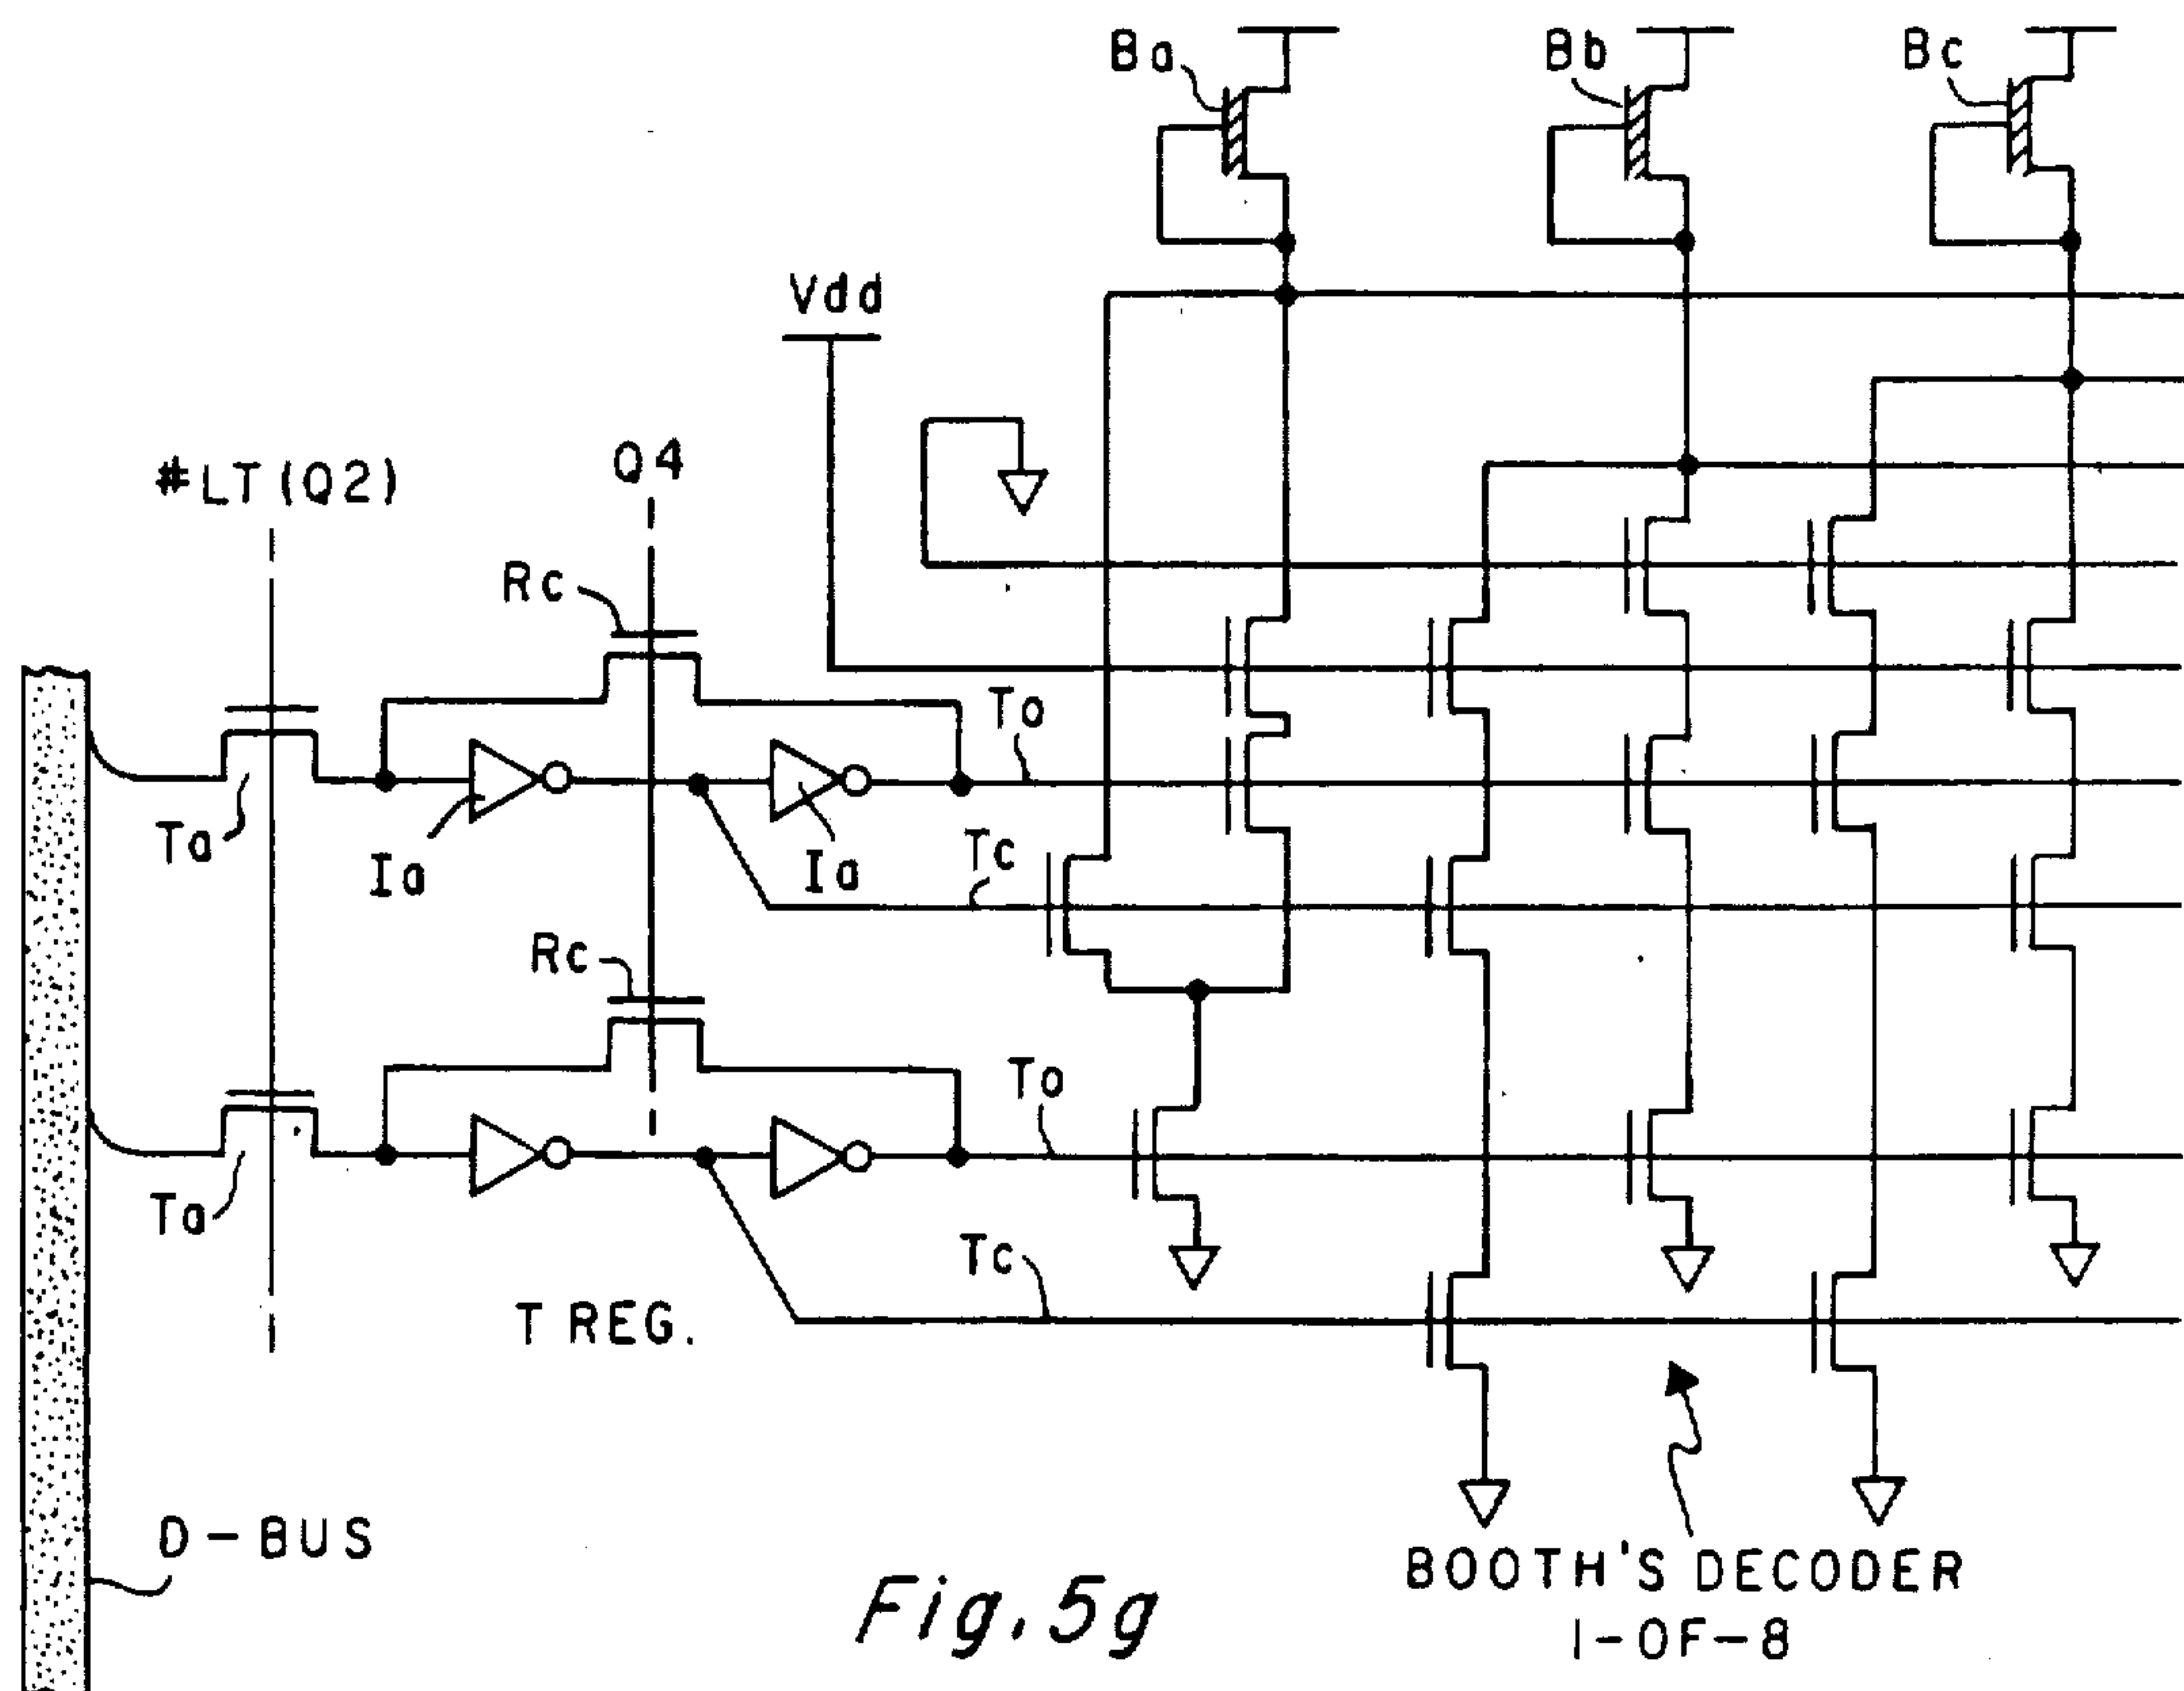 Ba
Bb
Bc
Vdd
#LT(Q2)
Q4
Rc
To
Ta
Ia
Ia
Tc
Rc
To
Ta
Tc
T REG.
D-BUS
BOOTH'S DECODER
1-OF-8
Fig. 5g